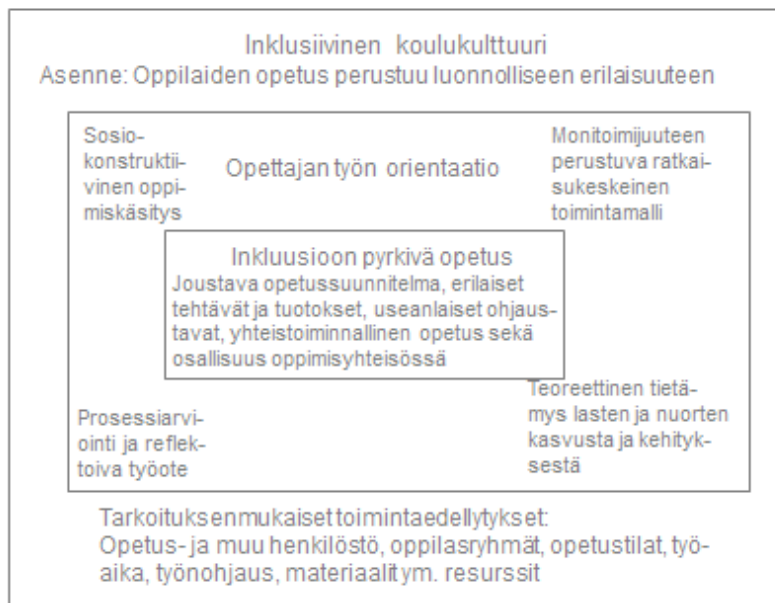 Inklusiivinen koulukulttuuri
Asenne: Oppilaiden opetus perustuu luonnolliseen erilaisuuteen
Sosio-
konstruktii-
vinen oppi-
miskäsitys
Opettajan työn orientaatio
Monitoimijuuteen
perustuva ratkai-
sukeskeinen
toimintamalli
Inkluusioon pyrkivä opetus
Joustava opetussuunnitelma, erilaiset
tehtävät ja tuotokset, useanlaiset ohjaus-
tavat, yhteistoiminnallinen opetus sekä
osallisuus oppimisyhteisössä
Prosessiarvi-
ointi ja reflek-
toiva työote
Teoreettinen tietä-
mys lasten ja nuorten
kasvusta ja kehityk-
sestä
Tarkoituksenmukaiset toimintaedellytykset:
Opetus- ja muu henkilöstö, oppilasryhmät, opetustilat, työ-
aika, työnohjaus, materiaalit ym. resurssit